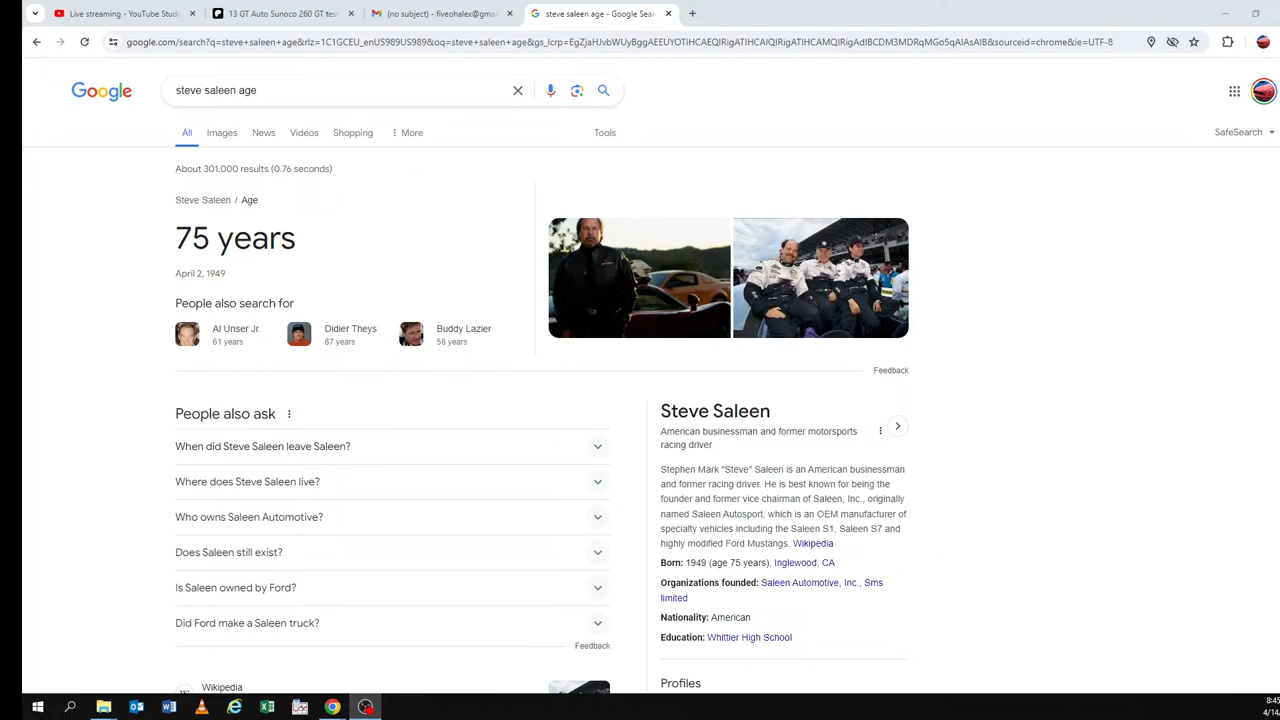 Live streaming - YouTube Studi
13 GT Auto Sunoco 260 GT tes
(no subject) - fiveohalex@gma
steve saleen age - Google Sear
google.com/search?q=steve+saleen+age&rlz=1C1GCEU_enUS989US989&oq=steve+saleen+age&gs_lcrp=EgZjaHJvbWUyBggAEEUYOTIHCAEQIRigATIHCAIQIRigATIHCAMQIRigAdIBCDM3MDRqMGo5qAIAsAIB&sourceid=chrome&ie=UTF-8
Google
steve saleen age
All Images News Videos Shopping More Tools SafeSearch
About 301,000 results (0.76 seconds)
Steve Saleen / Age
75 years
April 2, 1949
People also search for
Al Unser Jr.
61 years
Didier Theys
67 years
Buddy Lazier
56 years
Feedback
People also ask
When did Steve Saleen leave Saleen?
Where does Steve Saleen live?
Who owns Saleen Automotive?
Does Saleen still exist?
Is Saleen owned by Ford?
Did Ford make a Saleen truck?
Feedback
Wikipedia
Steve Saleen
American businessman and former motorsports
racing driver
Stephen Mark "Steve" Saleen is an American businessman
and former racing driver. He is best known for being the
founder and former vice chairman of Saleen, Inc., originally
named Saleen Autosport, which is an OEM manufacturer of
specialty vehicles including the Saleen S1, Saleen S7 and
highly modified Ford Mustangs. Wikipedia
Born: 1949 (age 75 years), Inglewood, CA
Organizations founded: Saleen Automotive, Inc., Sms
limited
Nationality: American
Education: Whittier High School
Profiles
8:45
4/14/